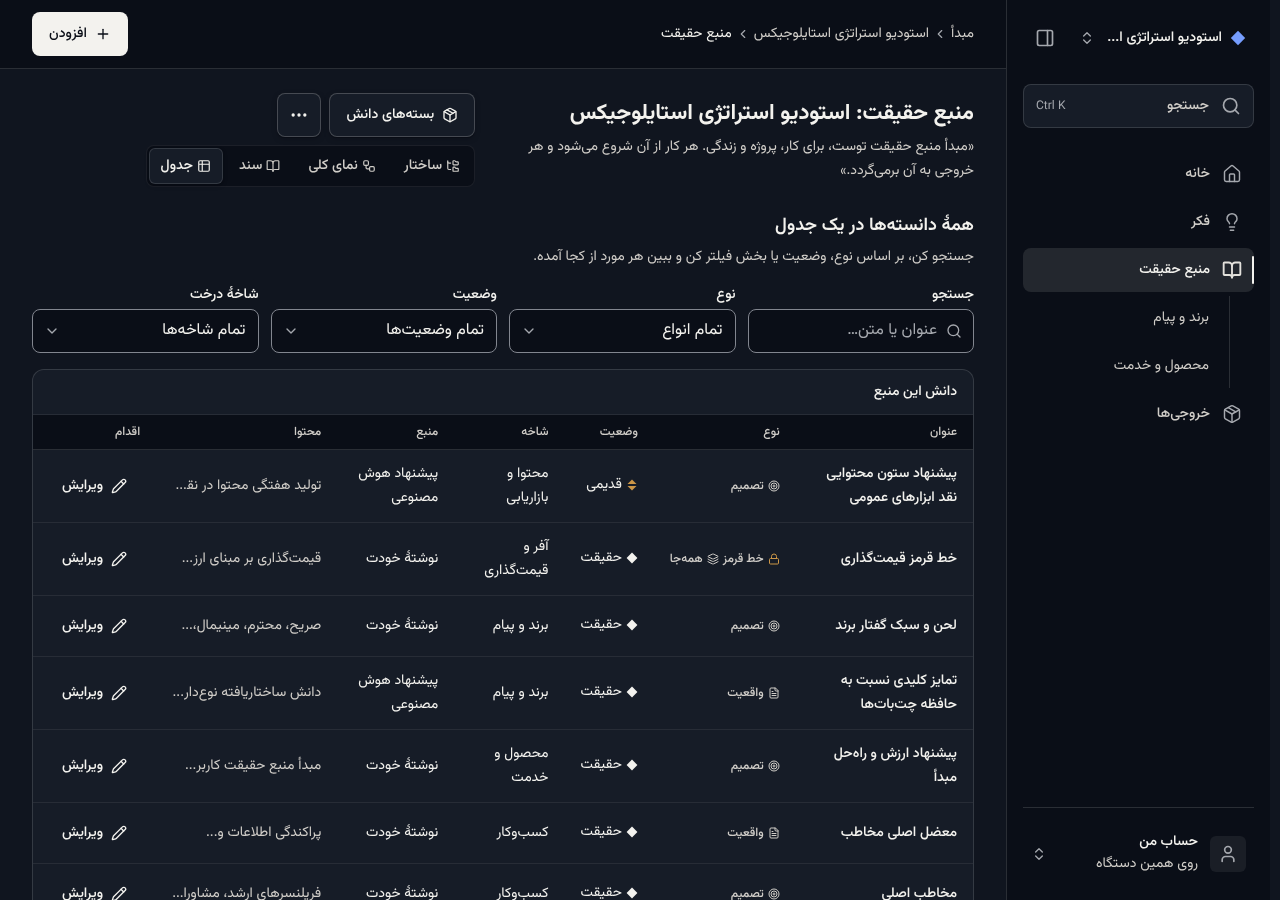 استودیو استراتژی ا...
جستجو
Ctrl K
خانه
فکر
منبع حقیقت
برند و پیام
محصول و خدمت
خروجی‌ها
حساب من
روی همین دستگاه
مبدأ › استودیو استراتژی استایلوجیکس › منبع حقیقت
افزودن
منبع حقیقت: استودیو استراتژی استایلوجیکس
«مبدأ منبع حقیقت توست، برای کار، پروژه و زندگی. هر کار از آن شروع می‌شود و هر
خروجی به آن برمی‌گردد.»
بسته‌های دانش
ساختار نمای کلی سند جدول
همهٔ دانسته‌ها در یک جدول
جستجو کن، بر اساس نوع، وضعیت یا بخش فیلتر کن و ببین هر مورد از کجا آمده.
جستجو نوع وضعیت شاخهٔ درخت
عنوان یا متن... تمام انواع تمام وضعیت‌ها تمام شاخه‌ها
دانش این منبع
عنوان نوع وضعیت شاخه منبع محتوا اقدام
پیشنهاد ستون محتوایی
نقد ابزارهای عمومی
تصمیم
قدیمی
محتوا و
بازاریابی
پیشنهاد هوش
مصنوعی
تولید هفتگی محتوا در نق...
ویرایش
خط قرمز قیمت‌گذاری
خط قرمز همه‌جا
حقیقت
آفر و
قیمت‌گذاری
نوشتهٔ خودت
قیمت‌گذاری بر مبنای ارز...
ویرایش
لحن و سبک گفتار برند
تصمیم
حقیقت
برند و پیام
نوشتهٔ خودت
صریح، محترم، مینیمال،...
ویرایش
تمایز کلیدی نسبت به
حافظه چت‌بات‌ها
واقعیت
حقیقت
برند و پیام
پیشنهاد هوش
مصنوعی
دانش ساختاریافته نوع‌دار...
ویرایش
پیشنهاد ارزش و راه‌حل
مبدأ
تصمیم
حقیقت
محصول و
خدمت
نوشتهٔ خودت
مبدأ منبع حقیقت کاربر...
ویرایش
معضل اصلی مخاطب
واقعیت
حقیقت
کسب‌وکار
نوشتهٔ خودت
پراکندگی اطلاعات و...
ویرایش
مخاطب اصلی
تصمیم
حقیقت
کسب‌وکار
نوشتهٔ خودت
فریلنسرهای ارشد، مشاورا...
ویرایش